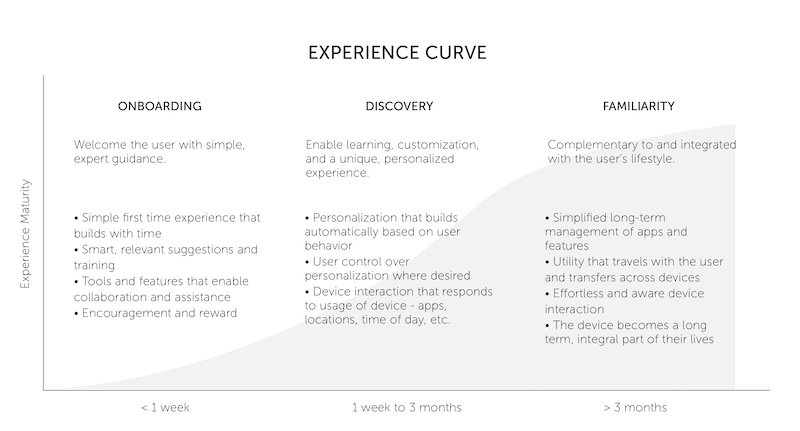 EXPERIENCE CURVE
Experience Maturity
ONBOARDING
Welcome the user with simple,
expert guidance.
• Simple first time experience that
builds with time
• Smart, relevant suggestions and
training
• Tools and features that enable
collaboration and assistance
• Encouragement and reward
< 1 week
DISCOVERY
Enable learning, customization,
and a unique, personalized
experience.
• Personalization that builds
automatically based on user
behavior
• User control over
personalization where desired
• Device interaction that responds
to usage of device - apps,
locations, time of day, etc.
1 week to 3 months
FAMILIARITY
Complementary to and integrated
with the user's lifestyle.
• Simplified long-term
management of apps and
features
• Utility that travels with the user
and transfers across devices
• Effortless and aware device
interaction
• The device becomes a long
term, integral part of their lives
> 3 months